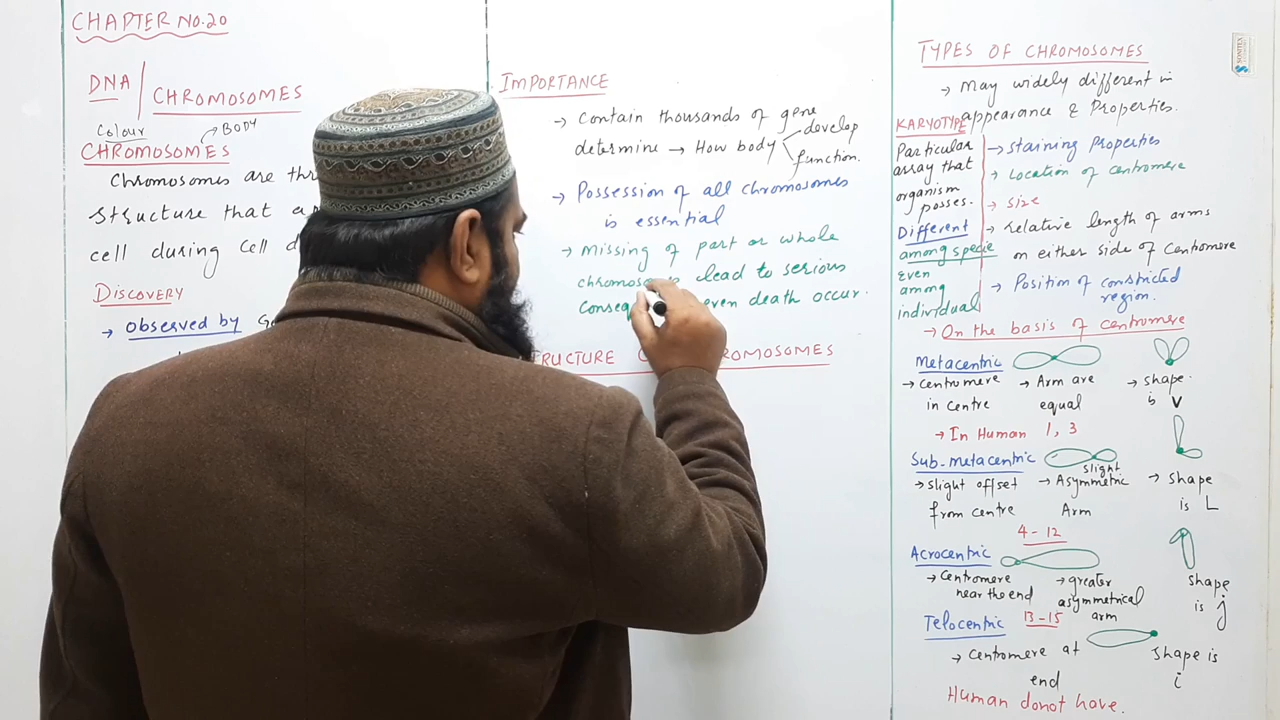 CHAPTER NO.20
DNA
CHROMOSOMES
Colour
BODY
CHROMOSOMES
Chromosomes are
structure that
cell during cell
DISCOVERY
→ Observed by
IMPORTANCE
→ Contain thousands of gene
determine → How body
develop
function.
→ Possession of all chromosomes
is essential
→ Missing of part or whole
lead to serious
even death occur.
CHROMOSOMES
TYPES OF CHROMOSOMES
→ May widely different in
appearance & Properties.
KARYOTYPE
Particular
array that
organism
posses.
Different
among specie
Even
among
individual
→ Staining Properties
→ Location of centromere
→ Size
→ relative length of arms
on either side of Centromere
→ Position of constricted
region.
→ On the basis of centromere
Metacentric
→ Centromere
in centre
→ Arm are
equal
→ shape
is V
→ In Human 1, 3
Sub-metacentric
→ slight offset
from centre
→ slight
Asymmetric
Arm
→ shape
is L
4-12
Acrocentric
→ Centromere
near the end
→ greater
asymmetrical
arm
shape
is j
13-15
Telocentric
→ Centromere at
end
shape is
i
Human donot have.